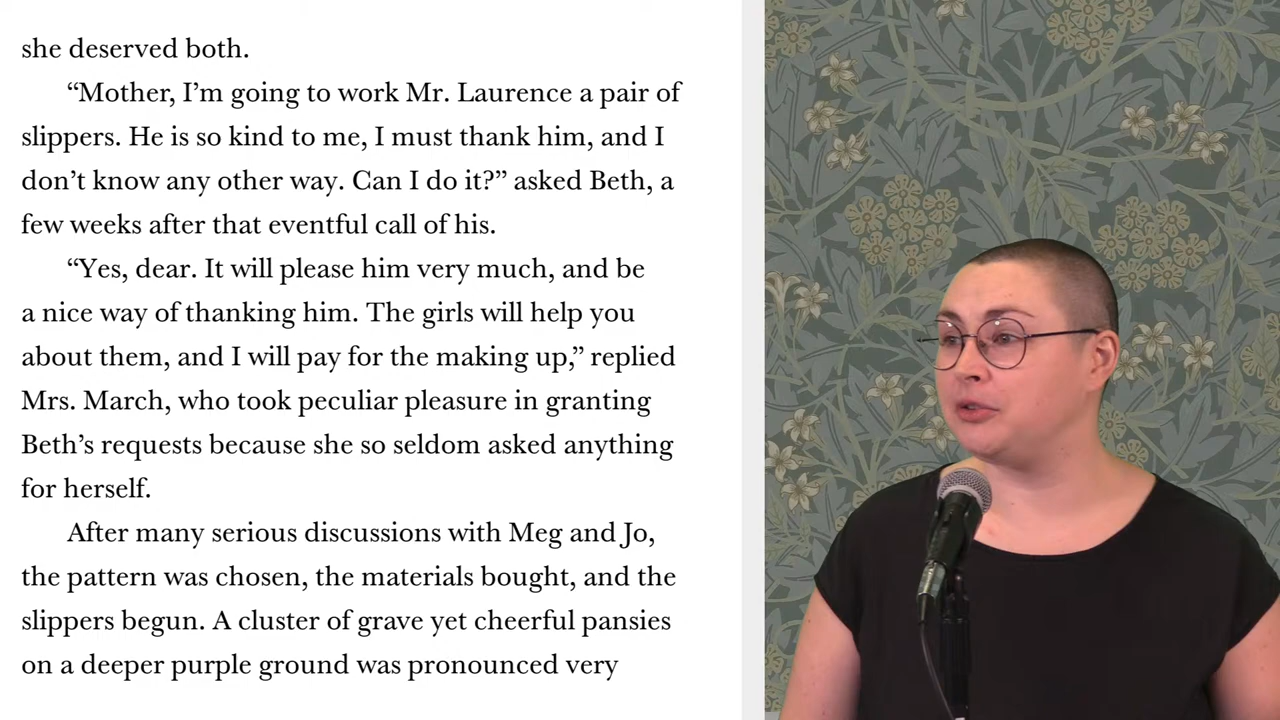 she deserved both.
“Mother, I’m going to work Mr. Laurence a pair of
slippers. He is so kind to me, I must thank him, and I
don’t know any other way. Can I do it?” asked Beth, a
few weeks after that eventful call of his.
“Yes, dear. It will please him very much, and be
a nice way of thanking him. The girls will help you
about them, and I will pay for the making up,” replied
Mrs. March, who took peculiar pleasure in granting
Beth’s requests because she so seldom asked anything
for herself.
After many serious discussions with Meg and Jo,
the pattern was chosen, the materials bought, and the
slippers begun. A cluster of grave yet cheerful pansies
on a deeper purple ground was pronounced very